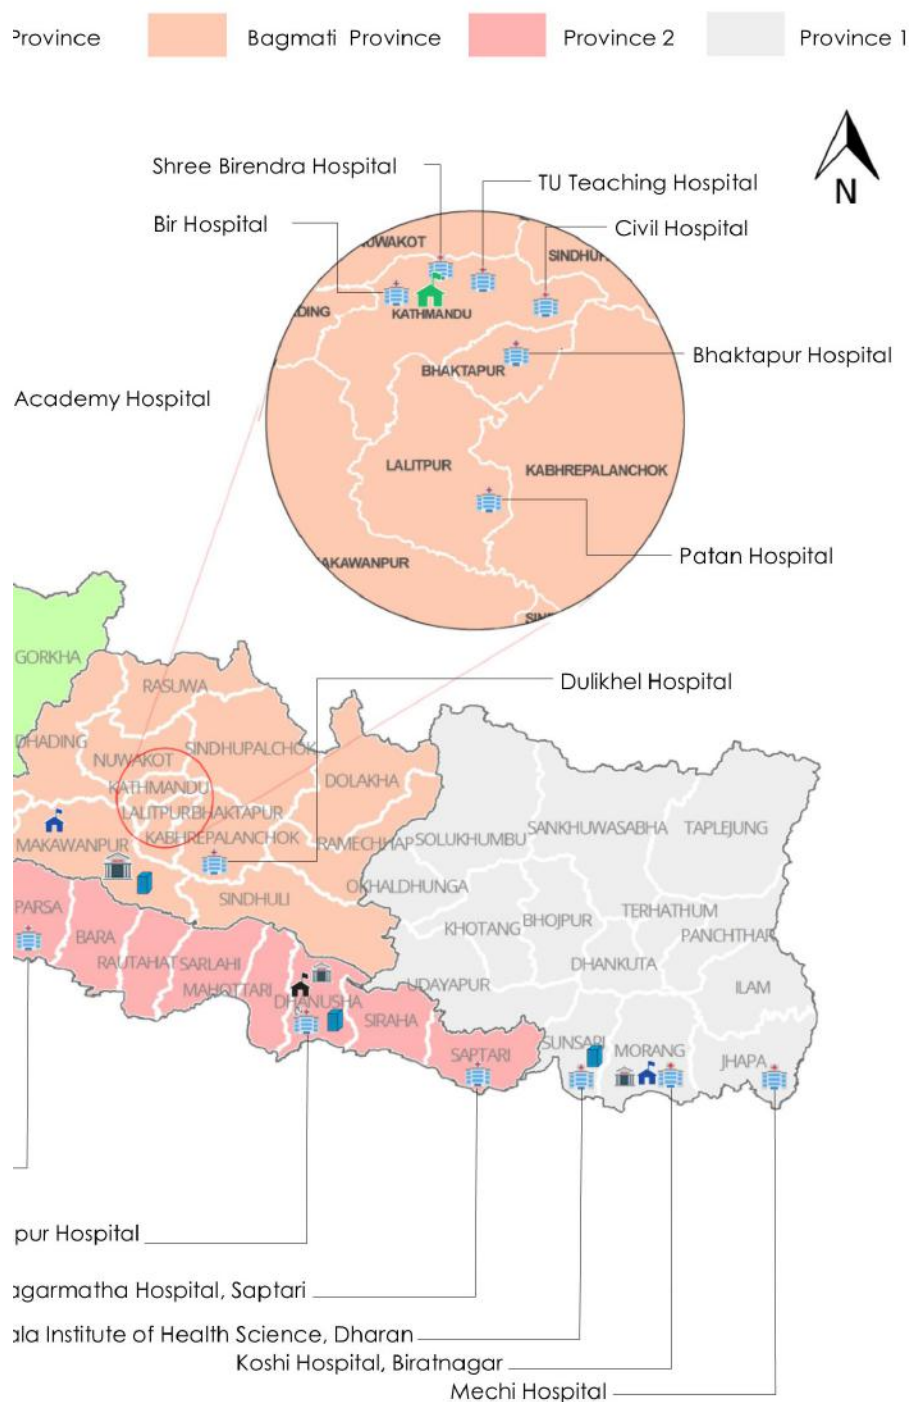 Province
Bagmati Province
Province 2
Province 1
N
Shree Birendra Hospital
TU Teaching Hospital
Bir Hospital
Civil Hospital
NUWAKOT
KATHMANDU
BHAKTAPUR
Bhaktapur Hospital
Academy Hospital
LALITPUR
KABHREPALANCHOK
Patan Hospital
GORKHA
RASUWA
Dulikhel Hospital
DHADING
NUWAKOT
SINDHUPALCHOK
DOLAKHA
KATHMANDU
LALITPUR
BHAKTAPUR
MAKAWANPUR
KABHREPALANCHOK
RAMECHHAP
SOLUKHUMBU
SANKHUWASABHA
TAPLEJUNG
SINDHULI
OKHALDHUNGA
PARSA
BARA
RAUTAHAT
SARLAHI
MAHOTTARI
DHANUSHA
SIRAHA
SAPTARI
UDAYAPUR
KHOTANG
BHOJPUR
TERHATHUM
PANCHTHAR
DHANKUTA
ILAM
SUNSARI
MORANG
JHAPA
pur Hospital
agarmatha Hospital, Saptari
ala Institute of Health Science, Dharan
Koshi Hospital, Biratnagar
Mechi Hospital